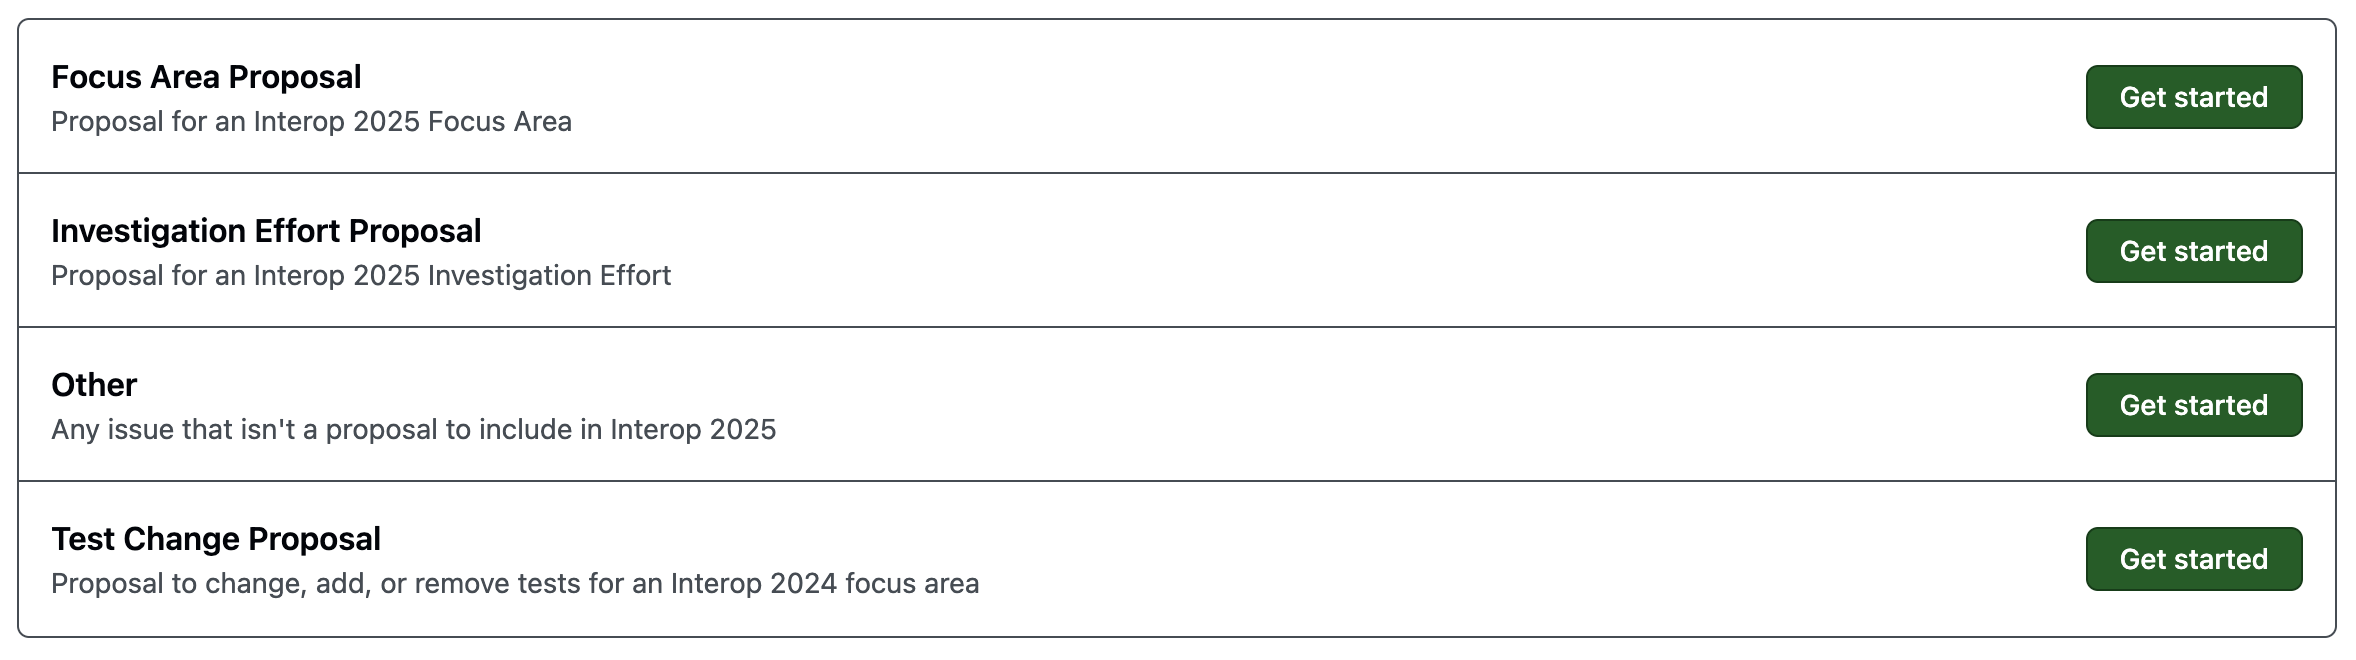 Focus Area Proposal
Proposal for an Interop 2025 Focus Area
Get started
Investigation Effort Proposal
Proposal for an Interop 2025 Investigation Effort
Get started
Other
Any issue that isn't a proposal to include in Interop 2025
Get started
Test Change Proposal
Proposal to change, add, or remove tests for an Interop 2024 focus area
Get started